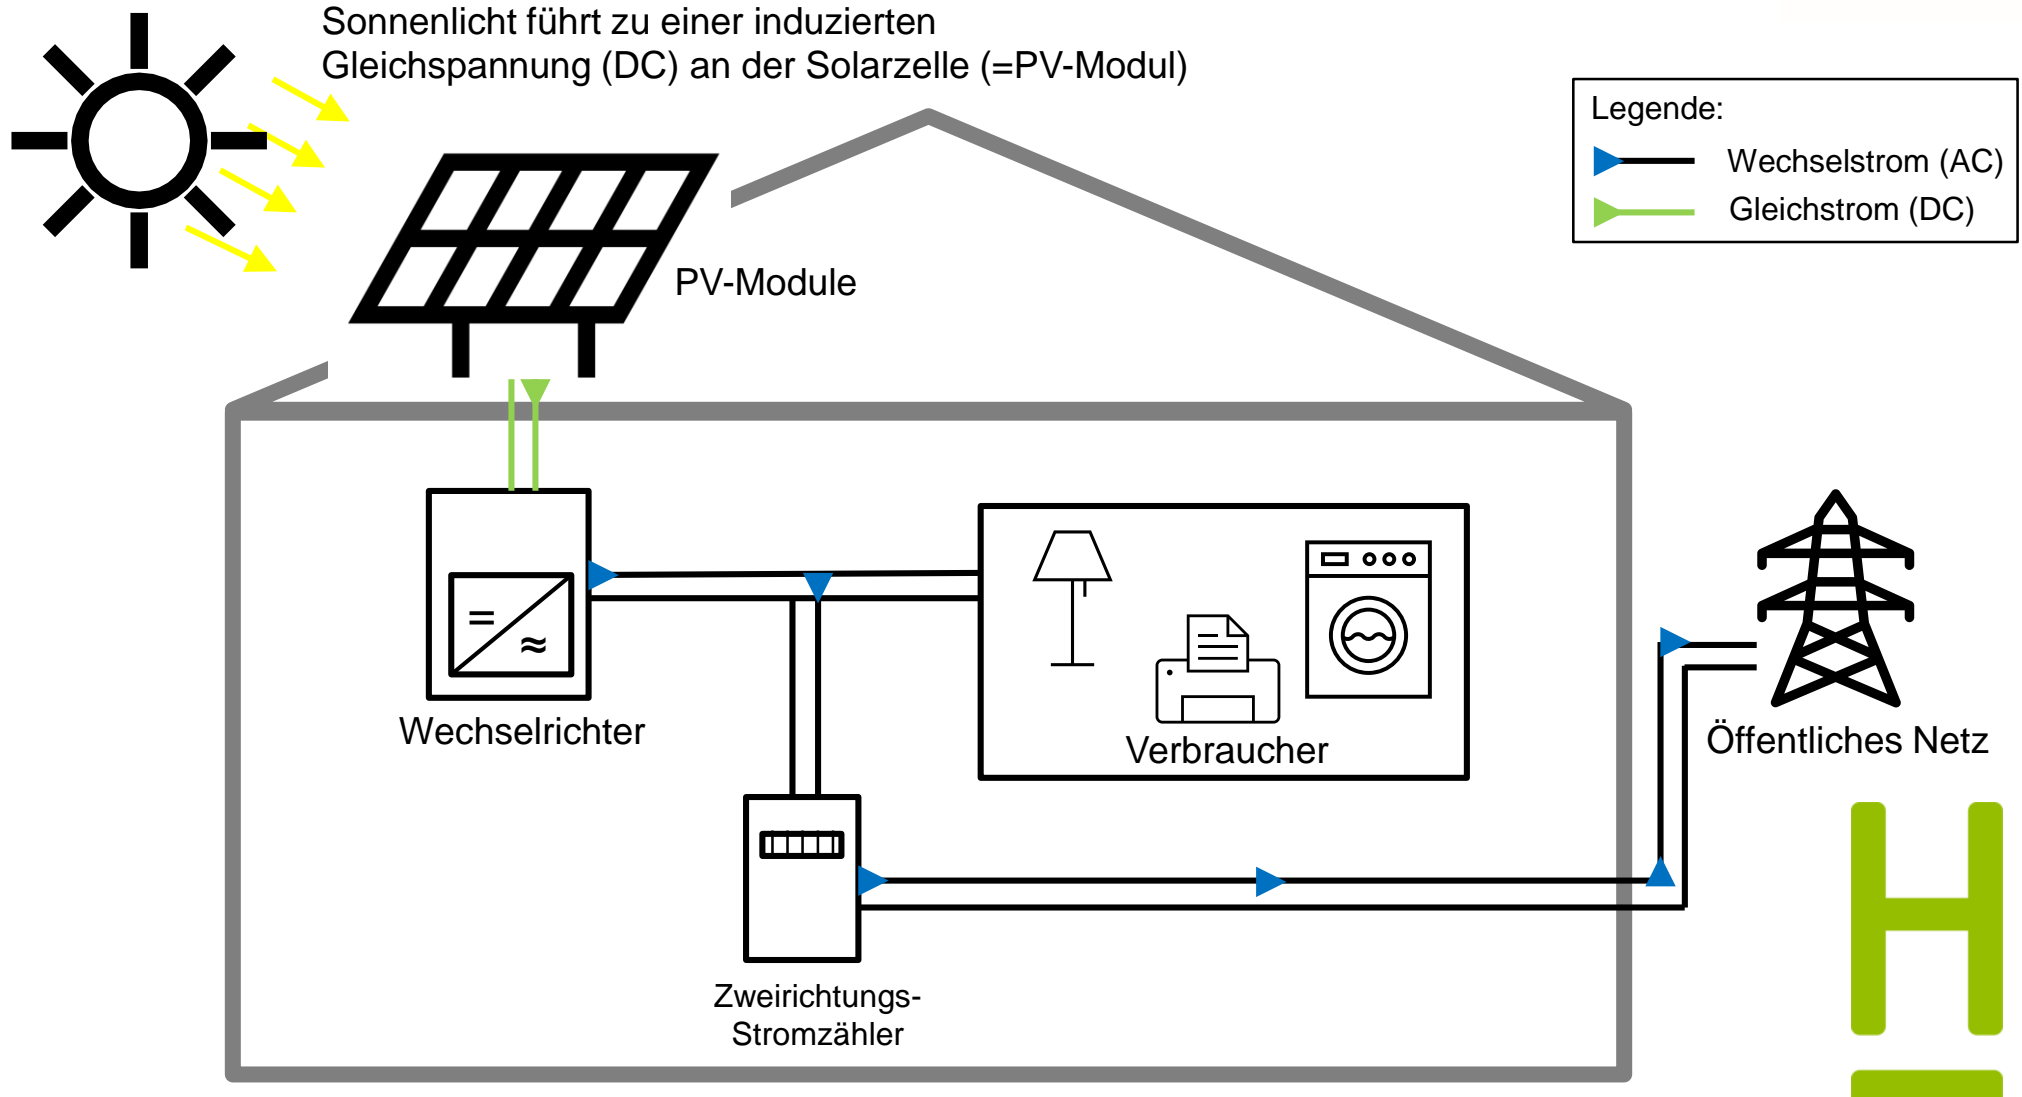 Sonnenlicht führt zu einer induzierten
Gleichspannung (DC) an der Solarzelle (=PV-Modul)
Legende:
Wechselstrom (AC)
Gleichstrom (DC)
PV-Module
=
≈
Wechselrichter
Verbraucher
Öffentliches Netz
Zweirichtungs-
Stromzähler
H